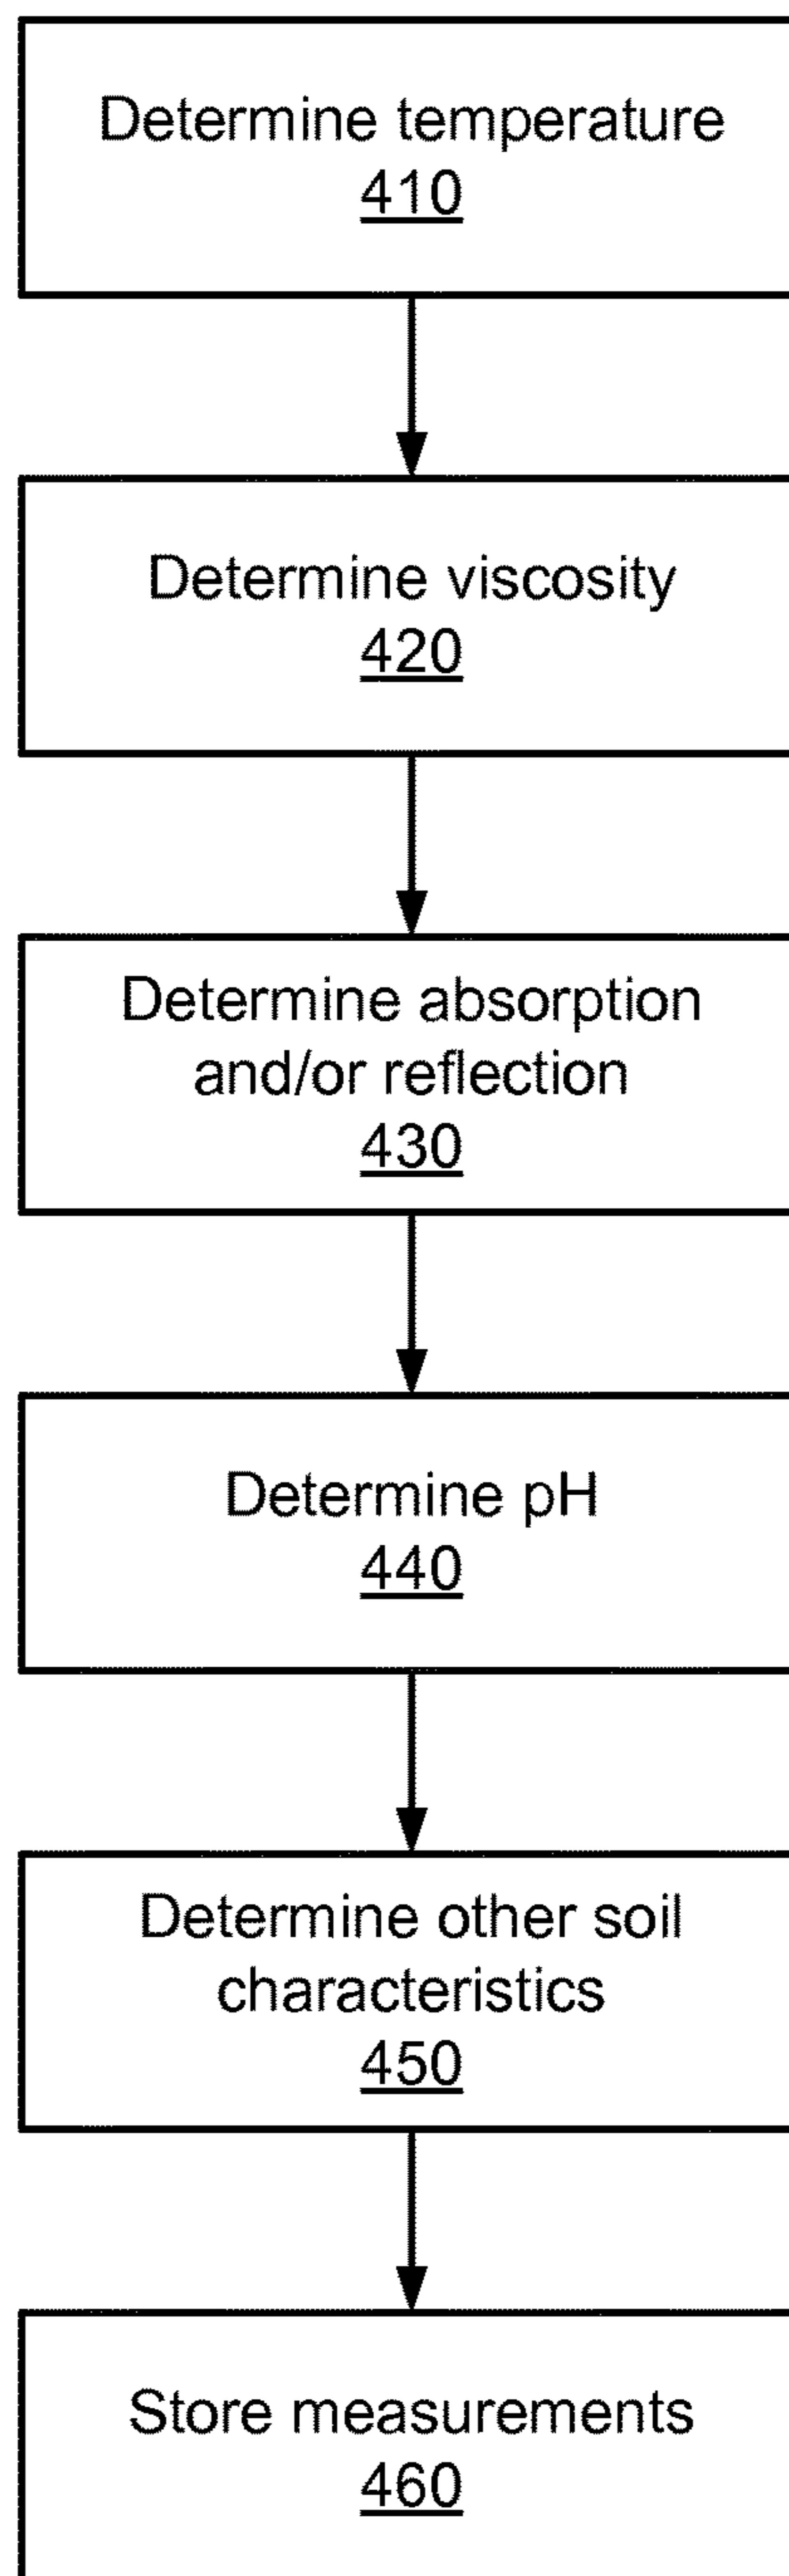 Determine temperature
410
Determine viscosity
420
Determine absorption
and/or reflection
430
Determine pH
440
Determine other soil
characteristics
450
Store measurements
460